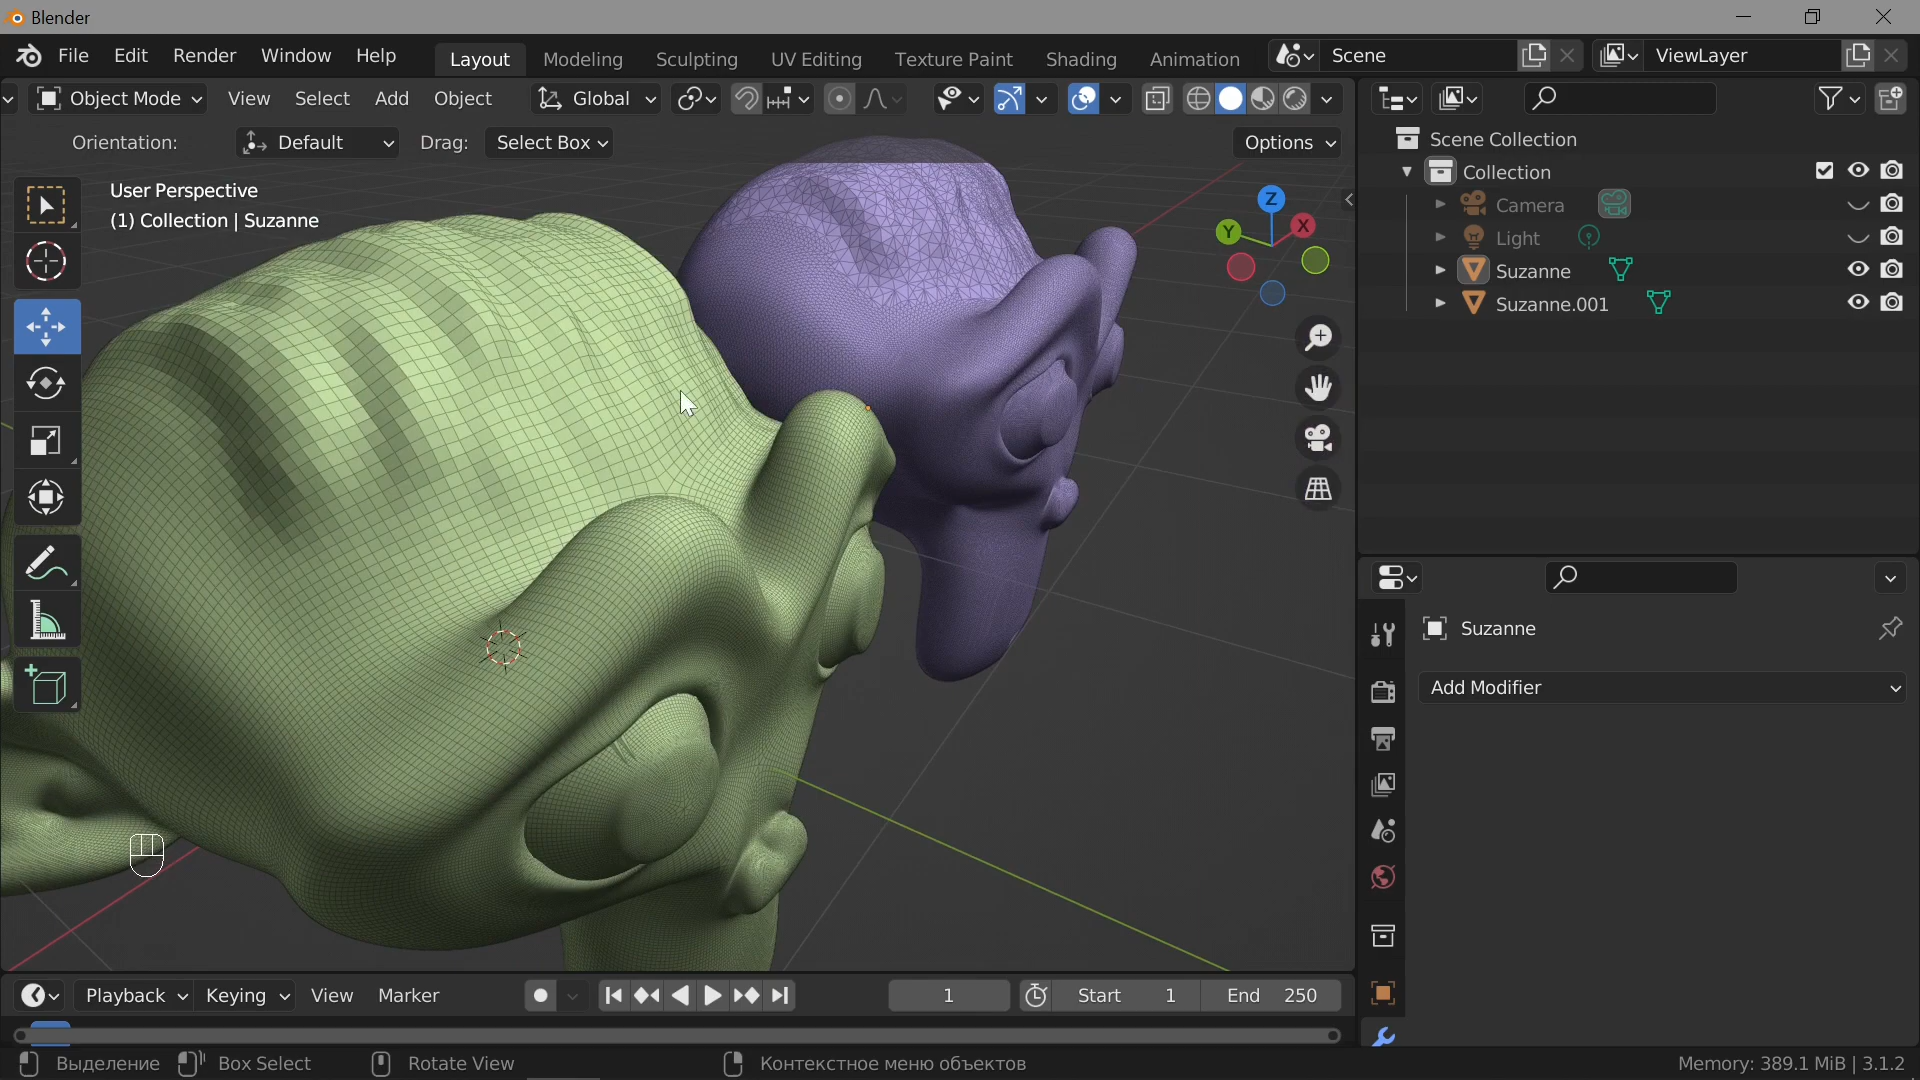 Blender
File Edit Render Window Help Layout Modeling Sculpting UV Editing Texture Paint Shading Animation Scene ViewLayer
Object Mode View Select Add Object Global
Orientation: Default Drag: Select Box Options
User Perspective
(1) Collection | Suzanne
Z
Y
X
Scene Collection
Collection
Camera
Light
Suzanne
Suzanne.001
Suzanne
Add Modifier
Playback Keying View Marker 1 Start 1 End 250
Выделение Box Select Rotate View Контекстное меню объектов Memory: 389.1 MiB | 3.1.2